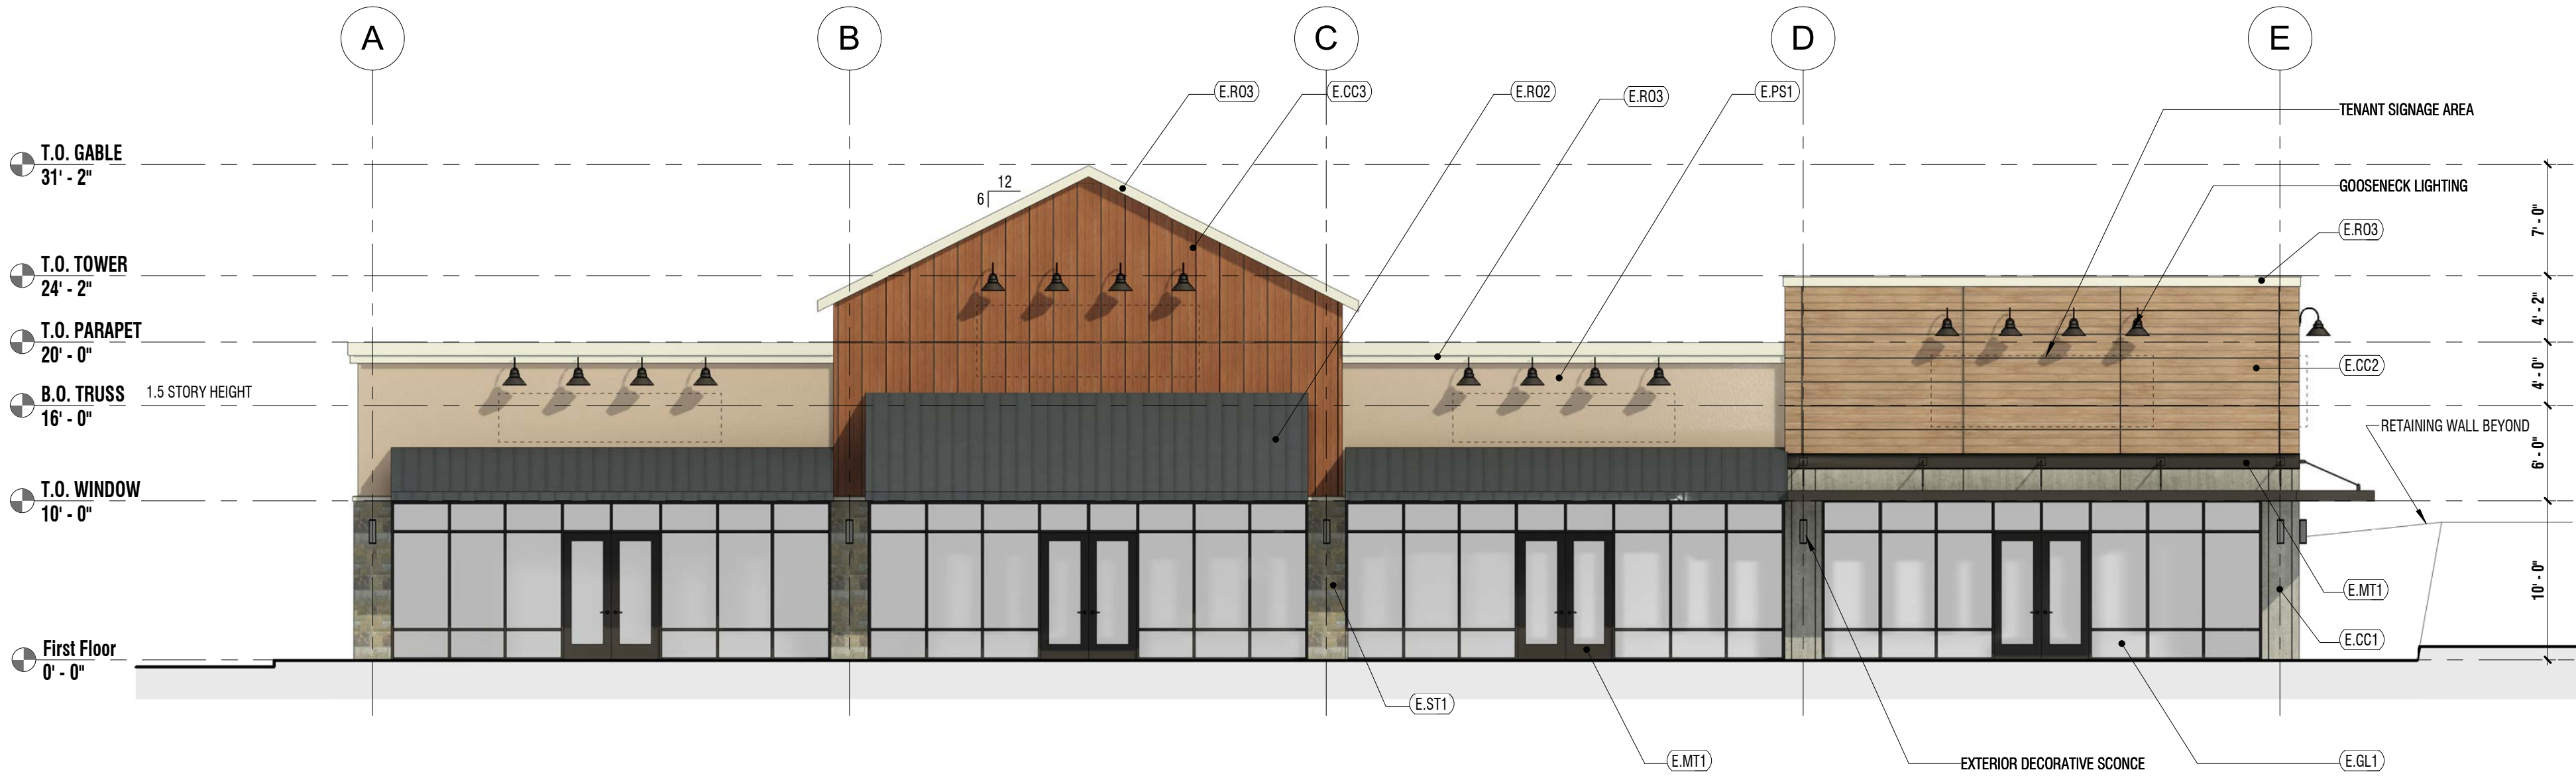 A
B
C
D
E
E.RO3
E.CC3
E.RO2
E.RO3
E.PS1
TENANT SIGNAGE AREA
T.O. GABLE
31' - 2"
12
6
GOOSENECK LIGHTING
7' - 0"
E.RO3
T.O. TOWER
24' - 2"
4' - 2"
T.O. PARAPET
20' - 0"
E.CC2
4' - 0"
B.O. TRUSS
16' - 0"
1.5 STORY HEIGHT
RETAINING WALL BEYOND
6' - 0"
T.O. WINDOW
10' - 0"
10' - 0"
E.MT1
E.CC1
First Floor
0' - 0"
E.ST1
E.MT1
EXTERIOR DECORATIVE SCONCE
E.GL1